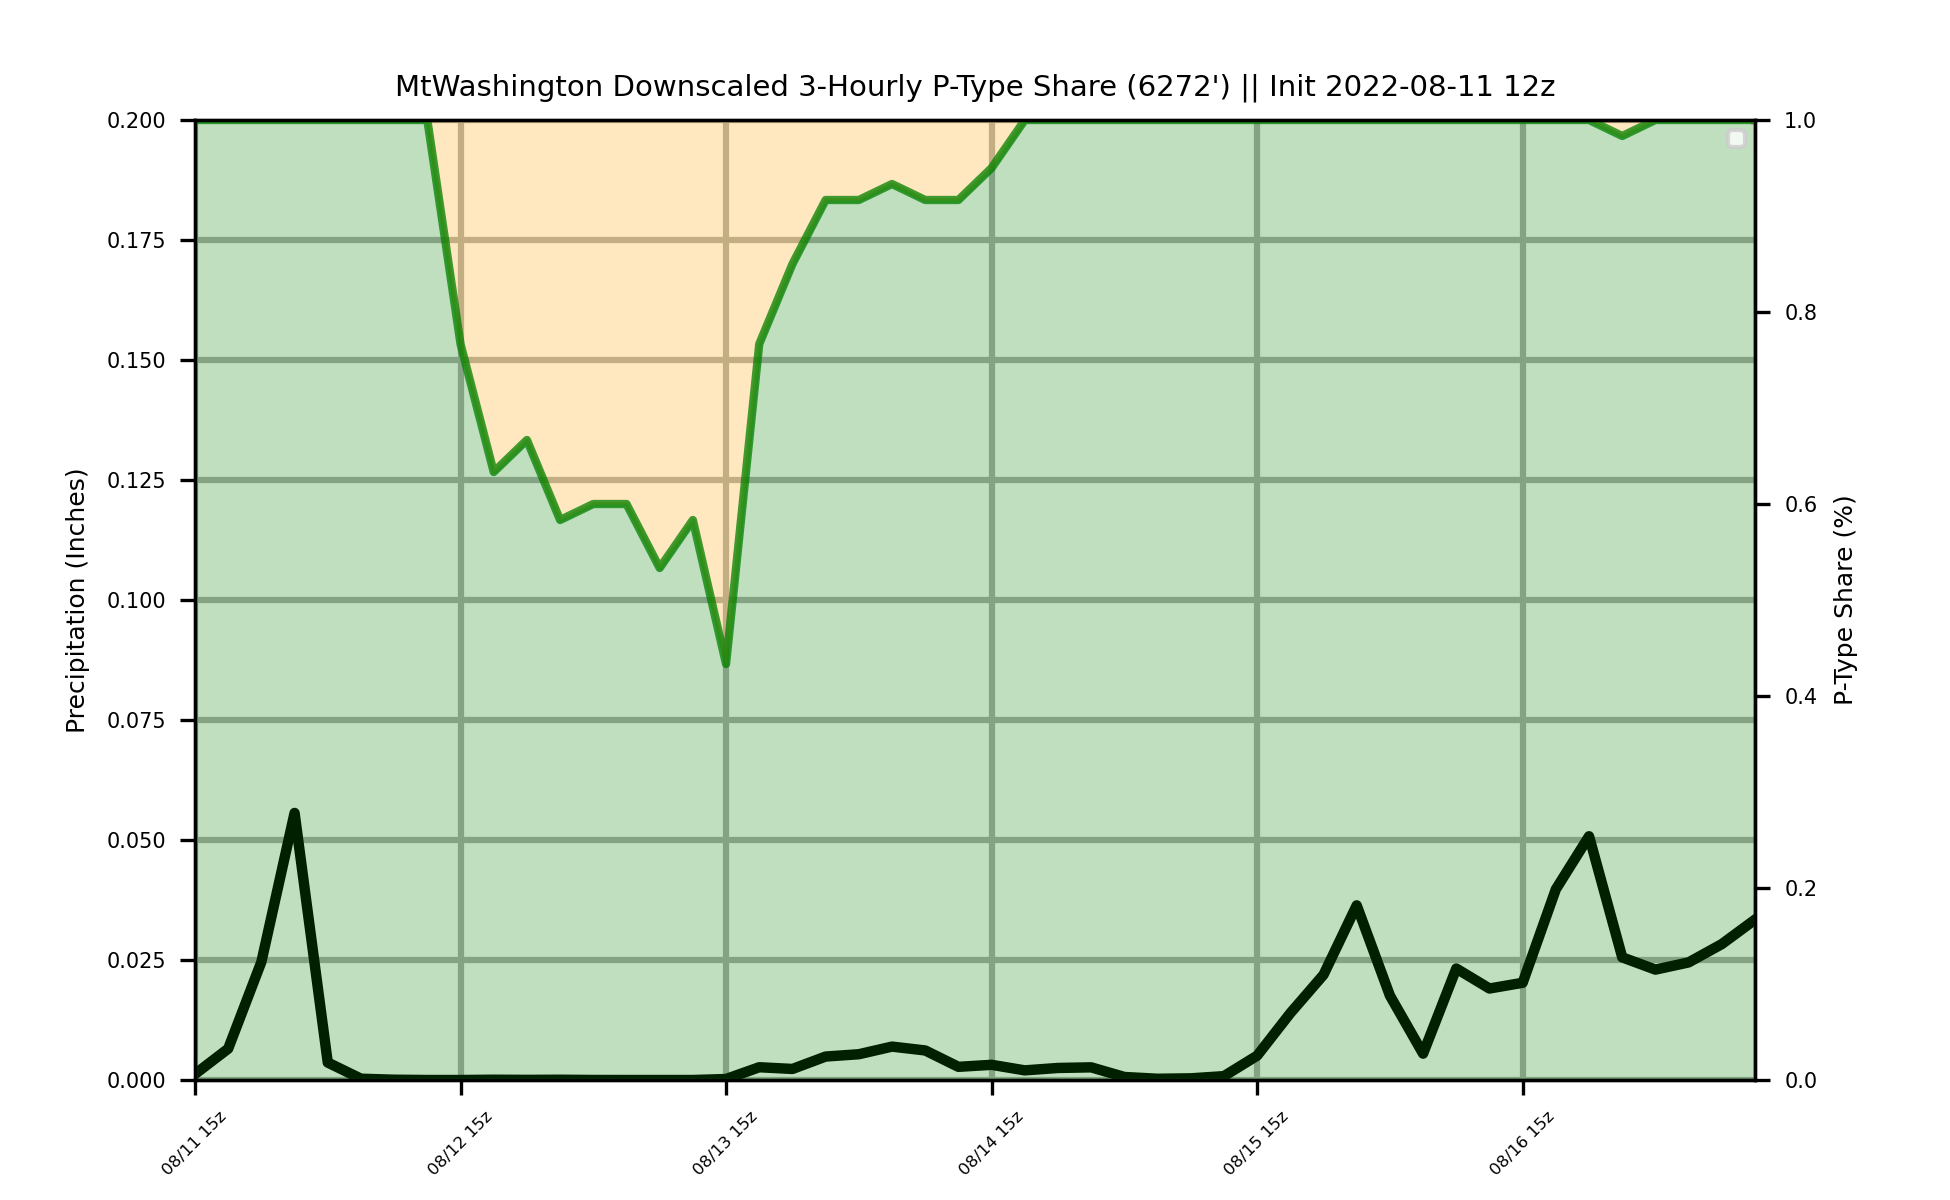 MtWashington Downscaled 3-Hourly P-Type Share (6272') || Init 2022-08-11 12z
0.200
0.175
0.150
0.125
0.100
0.075
0.050
0.025
0.000
Precipitation (Inches)
1.0
0.8
0.6
0.4
0.2
0.0
P-Type Share (%)
08/11 15z
08/12 15z
08/13 15z
08/14 15z
08/15 15z
08/16 15z